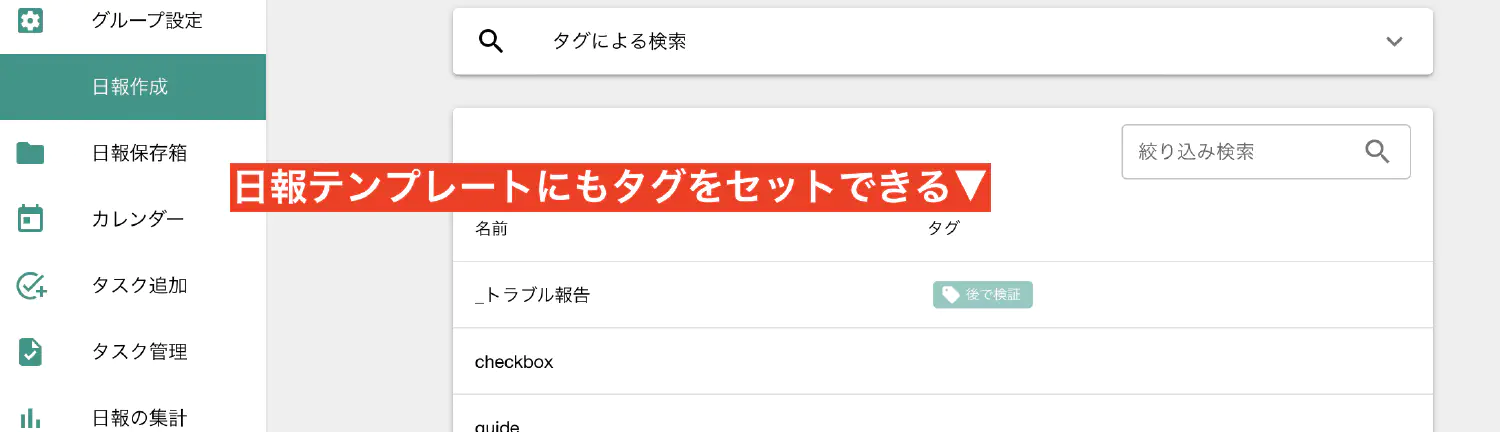 グループ設定
日報作成
日報保存箱
カレンダー
タスク追加
タスク管理
日報の集計
タグによる検索
絞り込み検索
日報テンプレートにもタグをセットできる▼
名前 タグ
_トラブル報告 後で検証
checkbox
guide